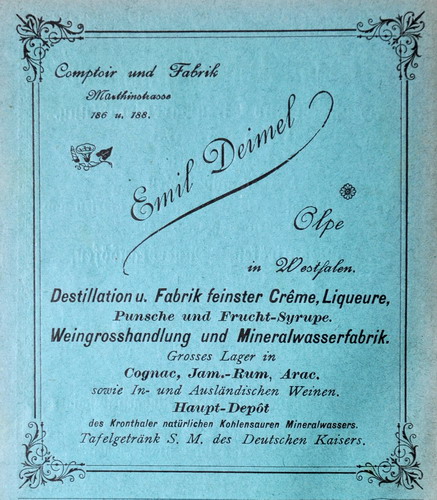 Comptoir und Fabrik
Marthinstrasse
186 u. 188.
Emil Deimel
Olpe
in Westfalen.
Destillation u. Fabrik feinster Crême, Liqueure,
Punsche und Frucht-Syrupe.
Weingrosshandlung und Mineralwasserfabrik.
Grosses Lager in
Cognac, Jam.-Rum, Arac,
sowie In- und Ausländischen Weinen.
Haupt-Depôt
des Kronthaler natürlichen Kohlensauren Mineralwassers.
Tafelgetränk S. M. des Deutschen Kaisers.